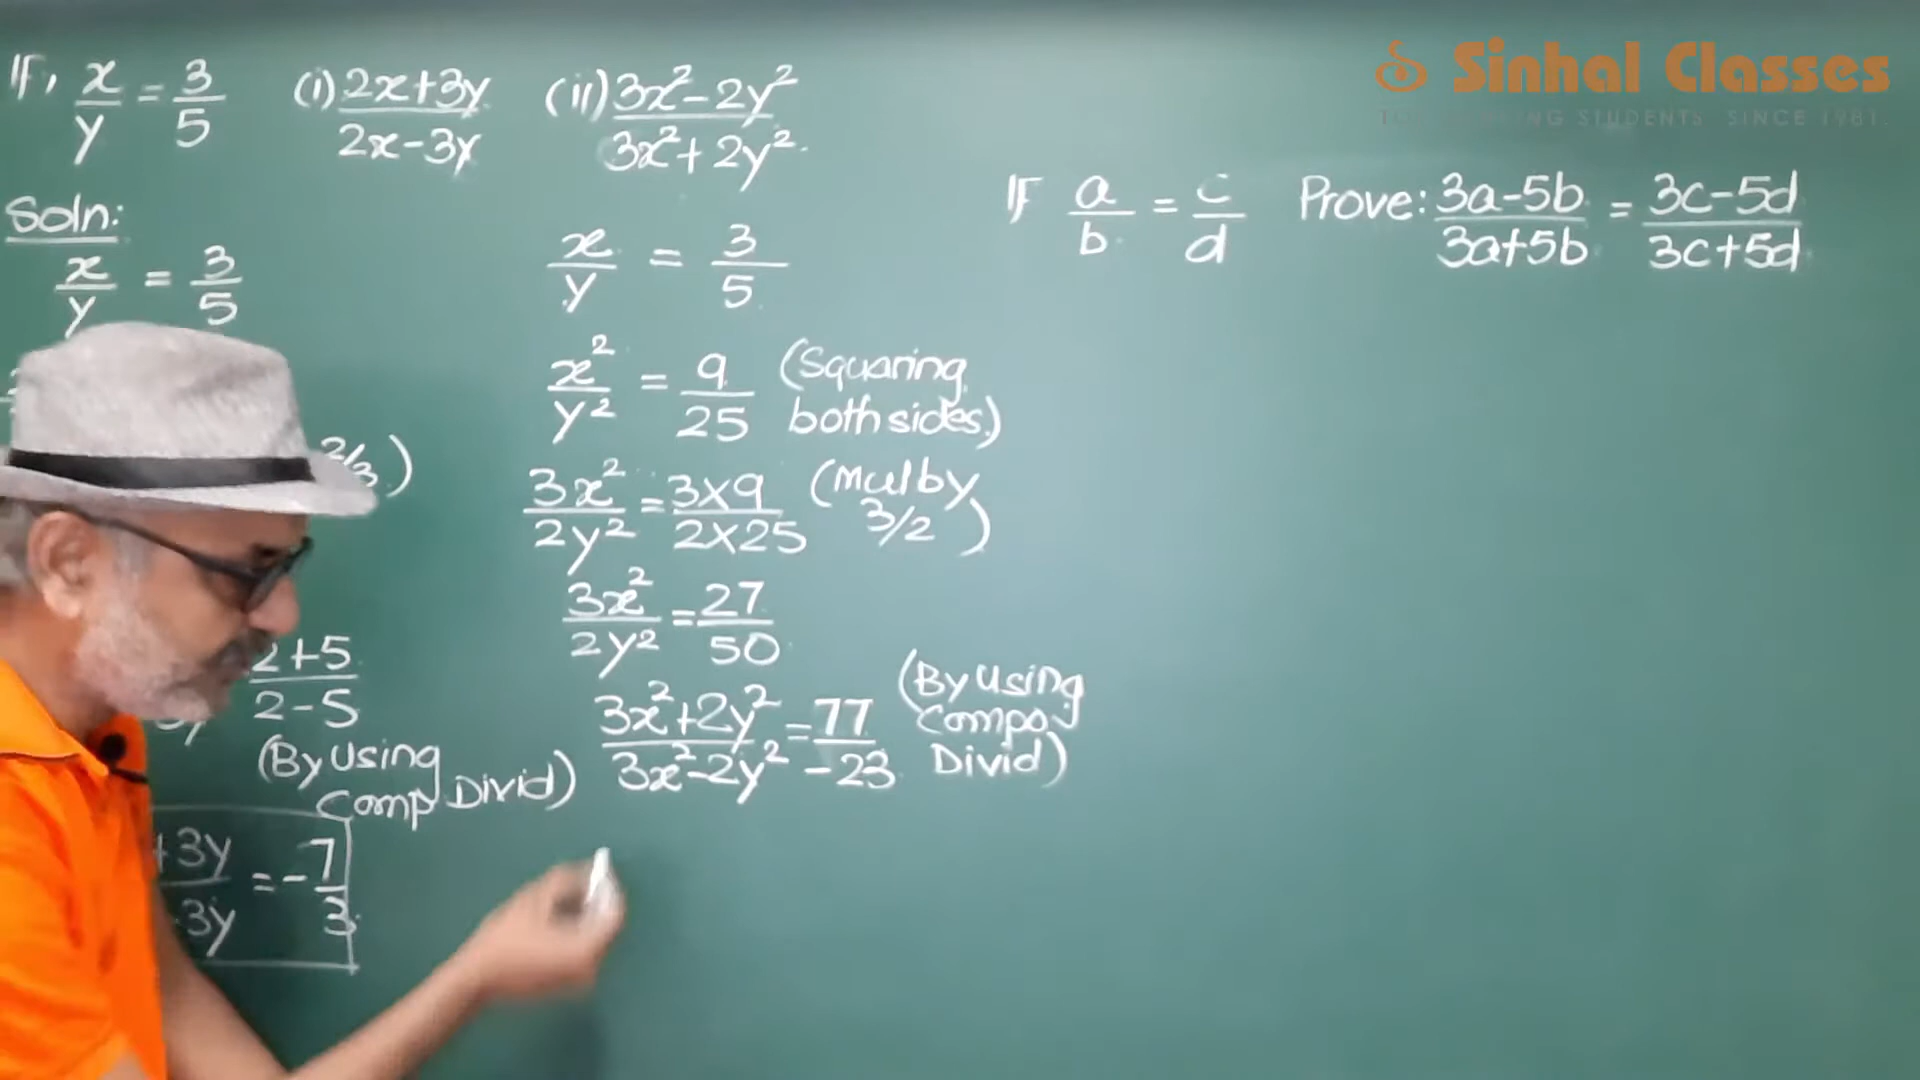 If, x/y = 3/5 (i) 2x+3y/2x-3y (ii) 3x²-2y²/3x²+2y²
Soln:
x/y = 3/5
2/3)
2+5/2-5
(By Using
Comp Divid)
+3y/3y = -7/3
x/y = 3/5
x²/y² = 9/25 (Squaring
both sides)
3x²/2y² = 3×9/2×25 (Mul by
3/2)
3x²/2y² = 27/50
3x²+2y²/3x²-2y² = 77/-23 (By Using
Compo
Divid)
Sinhal Classes
STUDENTS SINCE 1981.
If a/b = c/d Prove: 3a-5b/3a+5b = 3c-5d/3c+5d